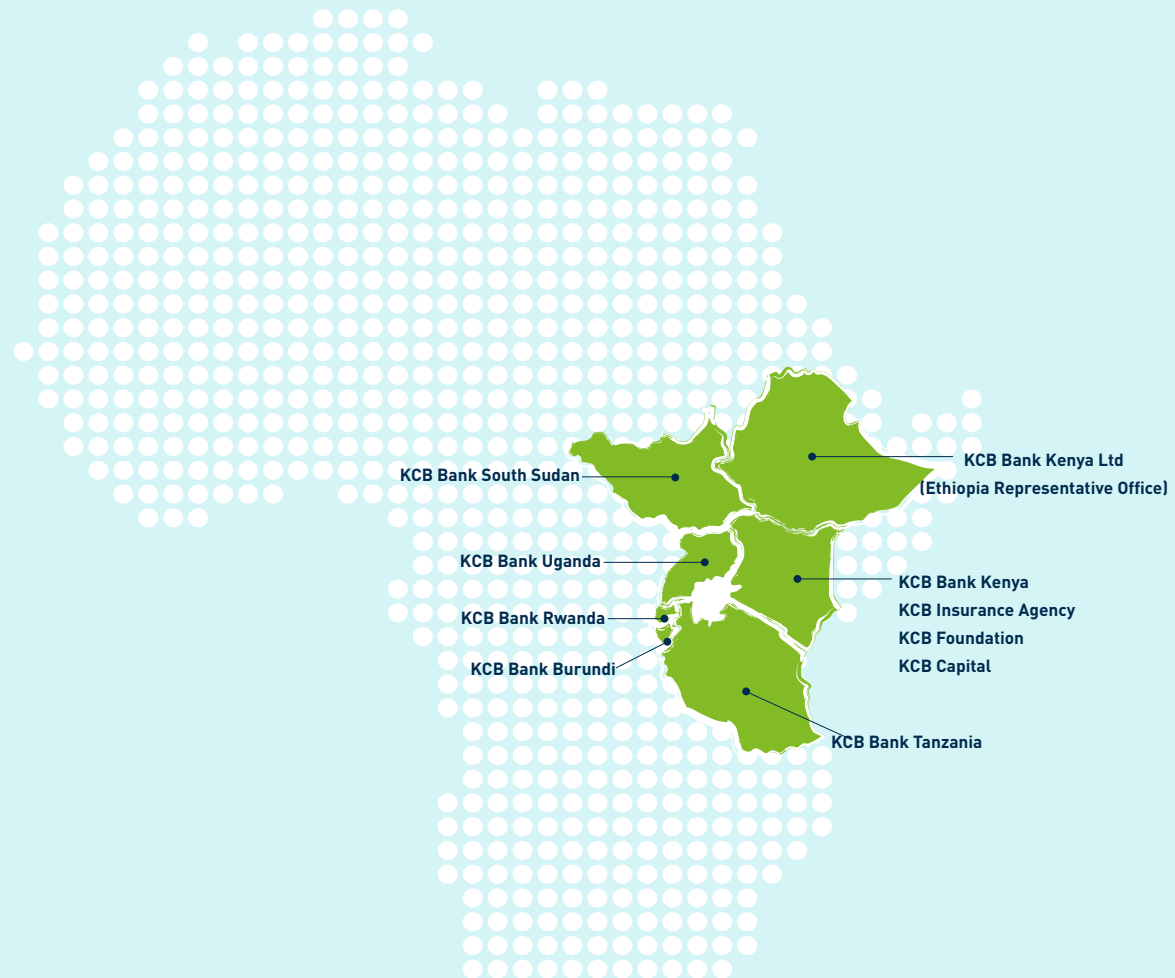 KCB Bank Kenya Ltd
(Ethiopia Representative Office)
KCB Bank South Sudan
KCB Bank Uganda
KCB Bank Kenya
KCB Insurance Agency
KCB Foundation
KCB Capital
KCB Bank Rwanda
KCB Bank Burundi
KCB Bank Tanzania